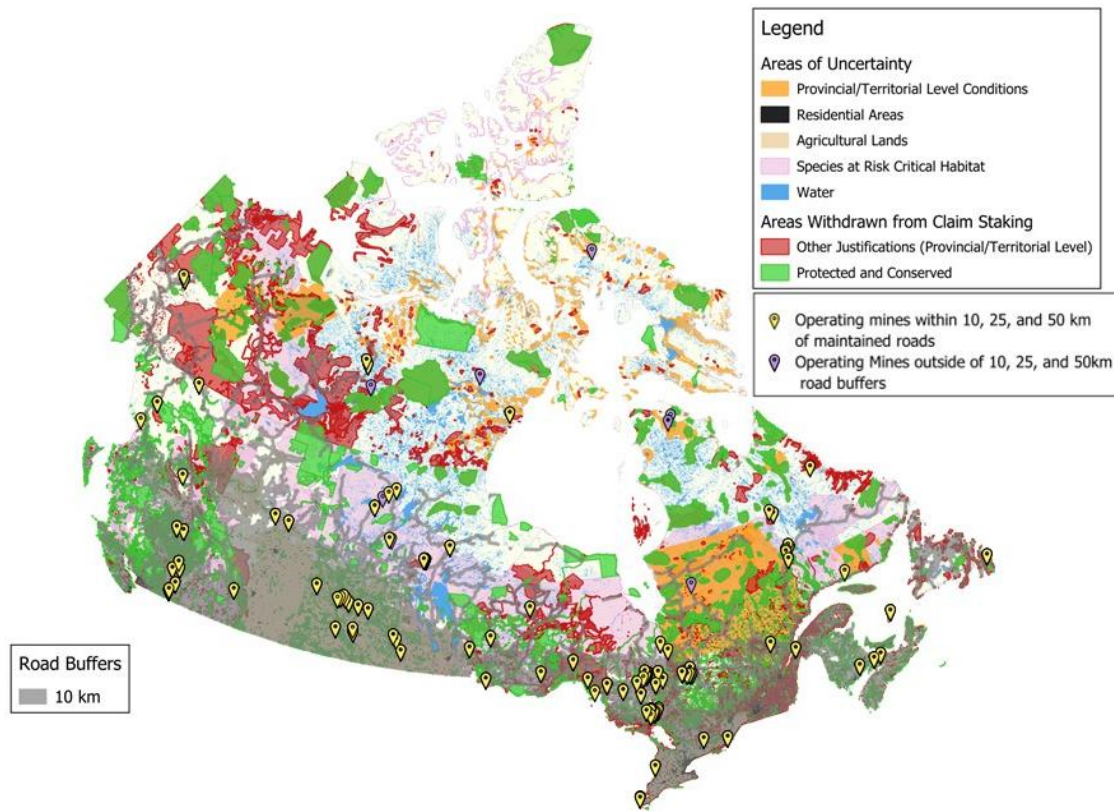 Legend
Areas of Uncertainty
Provincial/Territorial Level Conditions
Residential Areas
Agricultural Lands
Species at Risk Critical Habitat
Water
Areas Withdrawn from Claim Staking
Other Justifications (Provincial/Territorial Level)
Protected and Conserved
Operating mines within 10, 25, and 50 km
of maintained roads
Operating Mines outside of 10, 25, and 50km
road buffers
Road Buffers
10 km